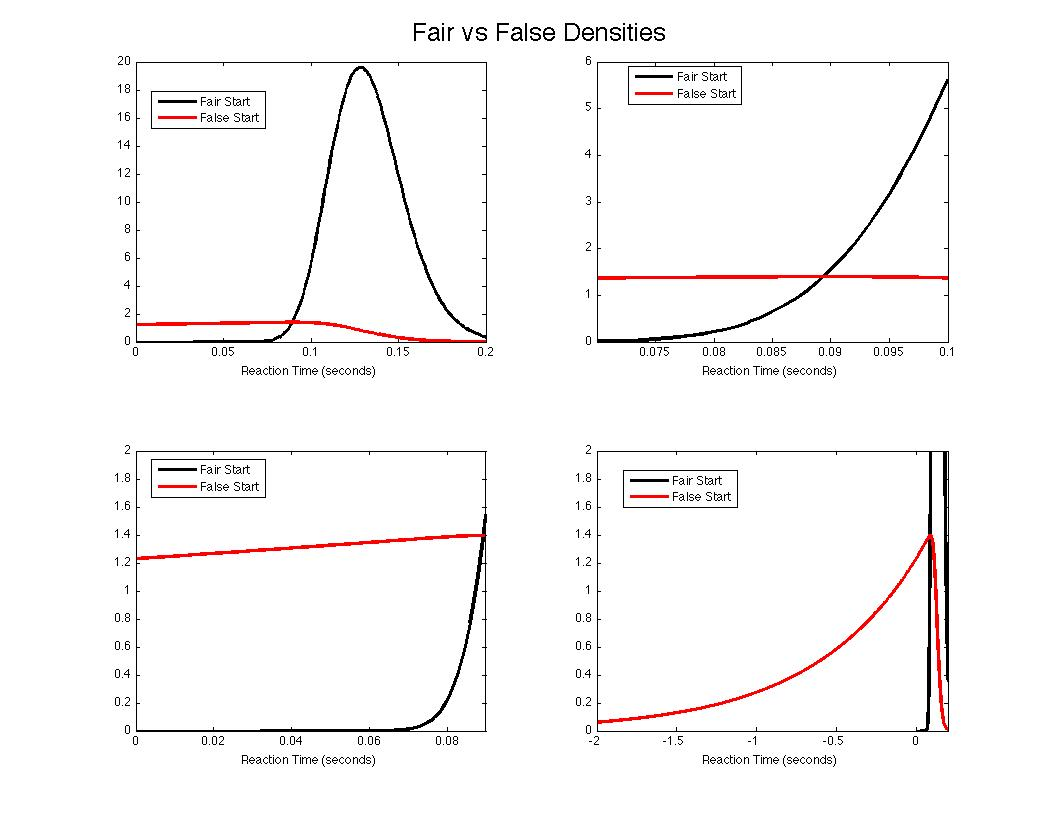 Fair vs False Densities
20
18
16
14
12
10
8
6
4
2
0
Fair Start
False Start
0 0.05 0.1 0.15 0.2
Reaction Time (seconds)
6
5
4
3
2
1
0
Fair Start
False Start
0.075 0.08 0.085 0.09 0.095 0.1
Reaction Time (seconds)
2
1.8
1.6
1.4
1.2
1
0.8
0.6
0.4
0.2
0
Fair Start
False Start
0 0.02 0.04 0.06 0.08
Reaction Time (seconds)
2
1.8
1.6
1.4
1.2
1
0.8
0.6
0.4
0.2
0
Fair Start
False Start
-2 -1.5 -1 -0.5 0
Reaction Time (seconds)